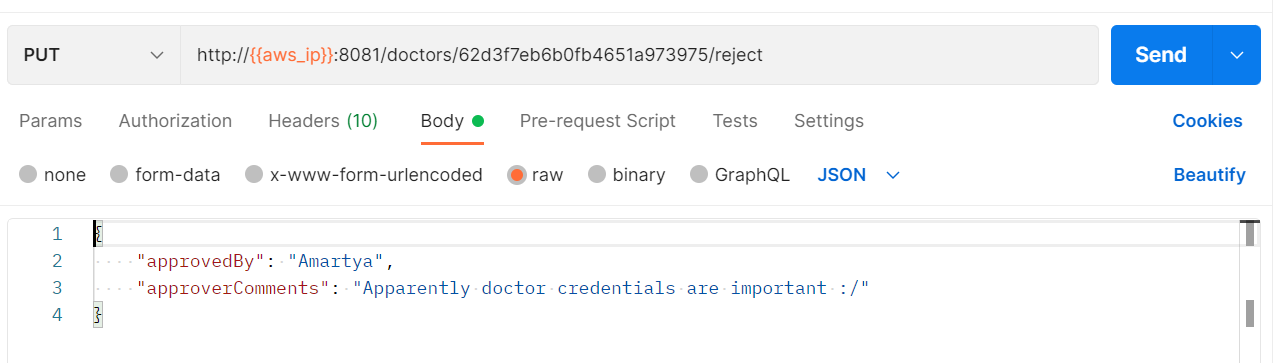 PUT http://{{aws_ip}}:8081/doctors/62d3f7eb6b0fb4651a973975/reject Send
Params Authorization Headers (10) Body Pre-request Script Tests Settings Cookies
none form-data x-www-form-urlencoded raw binary GraphQL JSON Beautify
1 {
2 "approvedBy": "Amartya",
3 "approverComments": "Apparently doctor credentials are important :/"
4 }